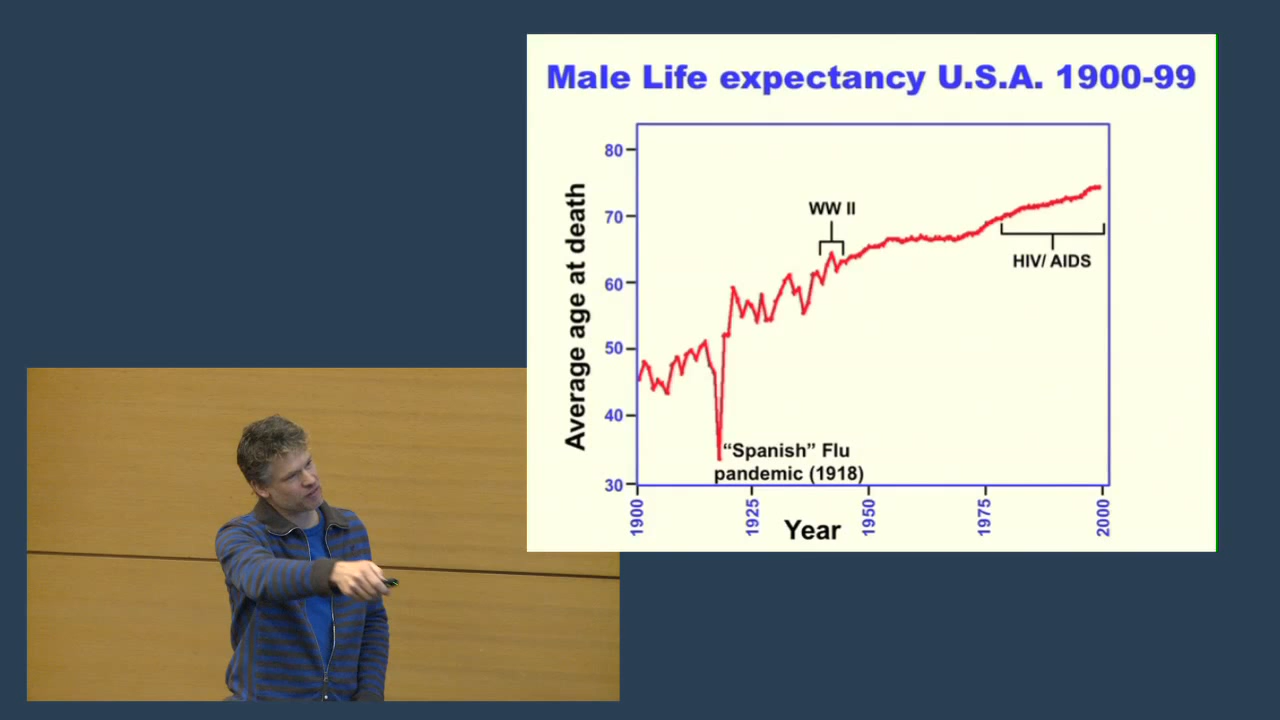 Male Life expectancy U.S.A. 1900-99
Average age at death
80
70
60
50
40
30
WW II
HIV/ AIDS
“Spanish” Flu
pandemic (1918)
1900
1925
1950
1975
2000
Year